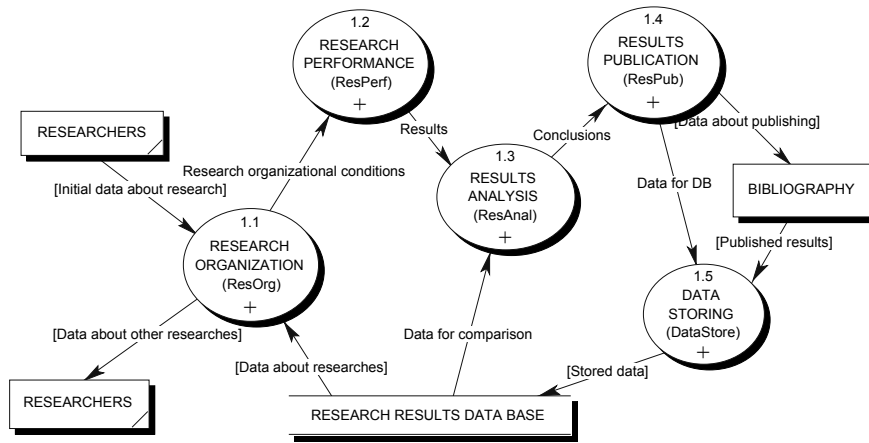 1.2
RESEARCH
PERFORMANCE
(ResPerf)
+
1.4
RESULTS
PUBLICATION
(ResPub)
+
RESEARCHERS
Results
Conclusions
[Data about publishing]
Research organizational conditions
1.3
RESULTS
ANALYSIS
(ResAnal)
+
[Initial data about research]
Data for DB
BIBLIOGRAPHY
1.1
RESEARCH
ORGANIZATION
(ResOrg)
+
[Published results]
1.5
DATA
STORING
(DataStore)
+
[Data about other researches]
Data for comparison
[Data about researches]
[Stored data]
RESEARCHERS
RESEARCH RESULTS DATA BASE